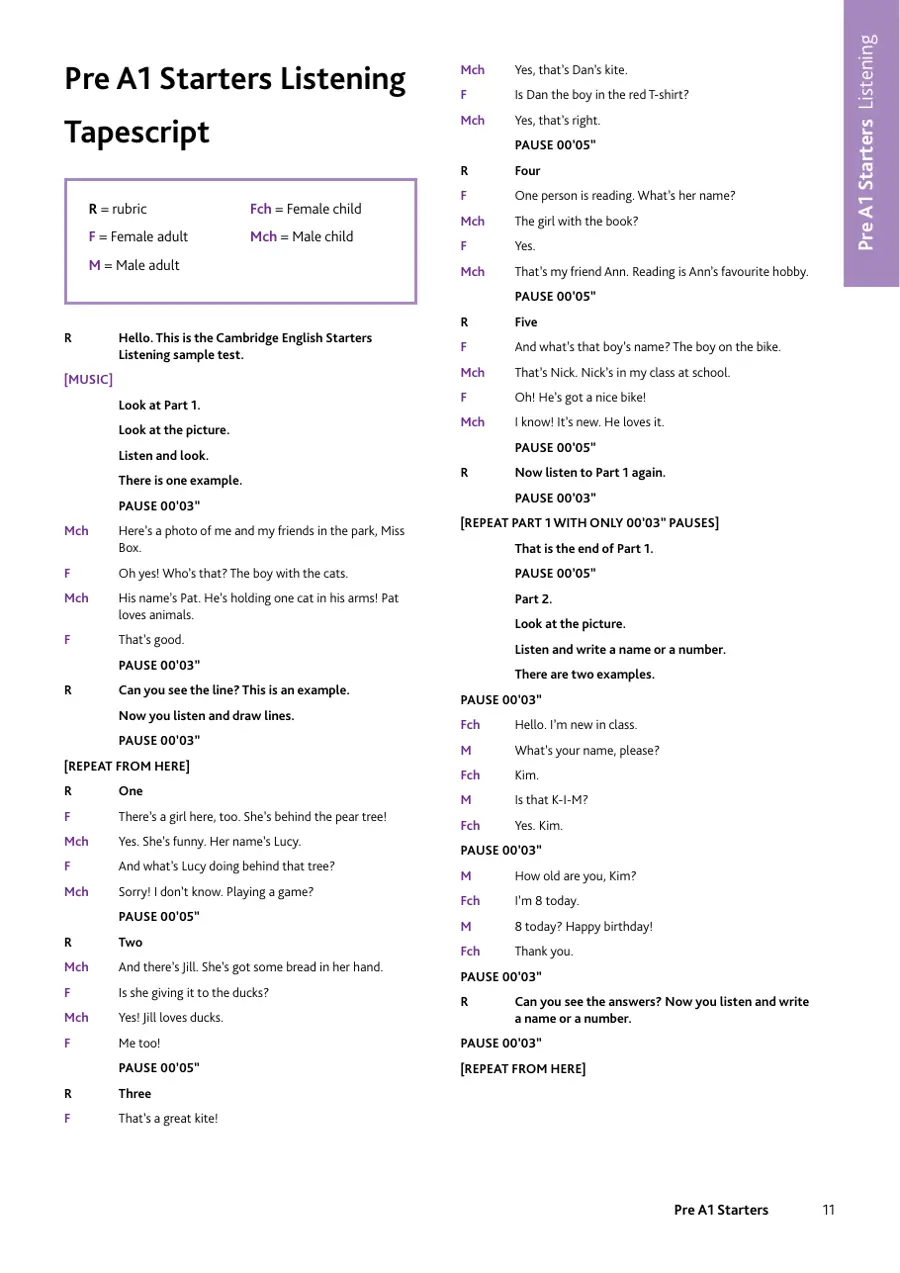 Pre A1 Starters Listening
Tapescript
R = rubric
Fch = Female child
F = Female adult
Mch = Male child
M = Male adult
R Hello. This is the Cambridge English Starters
Listening sample test.
[MUSIC]
Look at Part 1.
Look at the picture.
Listen and look.
There is one example.
PAUSE 00'03"
Mch Here's a photo of me and my friends in the park, Miss
Box.
F Oh yes! Who's that? The boy with the cats.
Mch His name's Pat. He's holding one cat in his arms! Pat
loves animals.
F That's good.
PAUSE 00'03"
R Can you see the line? This is an example.
Now you listen and draw lines.
PAUSE 00'03"
[REPEAT FROM HERE]
R One
F There's a girl here, too. She's behind the pear tree!
Mch Yes. She's funny. Her name's Lucy.
F And what's Lucy doing behind that tree?
Mch Sorry! I don't know. Playing a game?
PAUSE 00'05"
R Two
Mch And there's Jill. She's got some bread in her hand.
F Is she giving it to the ducks?
Mch Yes! Jill loves ducks.
F Me too!
PAUSE 00'05"
R Three
F That's a great kite!
Mch Yes, that's Dan's kite.
F Is Dan the boy in the red T-shirt?
Mch Yes, that's right.
PAUSE 00'05"
R Four
F One person is reading. What's her name?
Mch The girl with the book?
F Yes.
Mch That's my friend Ann. Reading is Ann's favourite hobby.
PAUSE 00'05"
R Five
F And what's that boy's name? The boy on the bike.
Mch That's Nick. Nick's in my class at school.
F Oh! He's got a nice bike!
Mch I know! It's new. He loves it.
PAUSE 00'05"
R Now listen to Part 1 again.
PAUSE 00'03"
[REPEAT PART 1 WITH ONLY 00'03" PAUSES]
That is the end of Part 1.
PAUSE 00'05"
Part 2.
Look at the picture.
Listen and write a name or a number.
There are two examples.
PAUSE 00'03"
Fch Hello. I'm new in class.
M What's your name, please?
Fch Kim.
M Is that K-I-M?
Fch Yes. Kim.
PAUSE 00'03"
M How old are you, Kim?
Fch I'm 8 today.
M 8 today? Happy birthday!
Fch Thank you.
PAUSE 00'03"
R Can you see the answers? Now you listen and write
a name or a number.
PAUSE 00'03"
[REPEAT FROM HERE]
Pre A1 Starters Listening
Pre A1 Starters 11